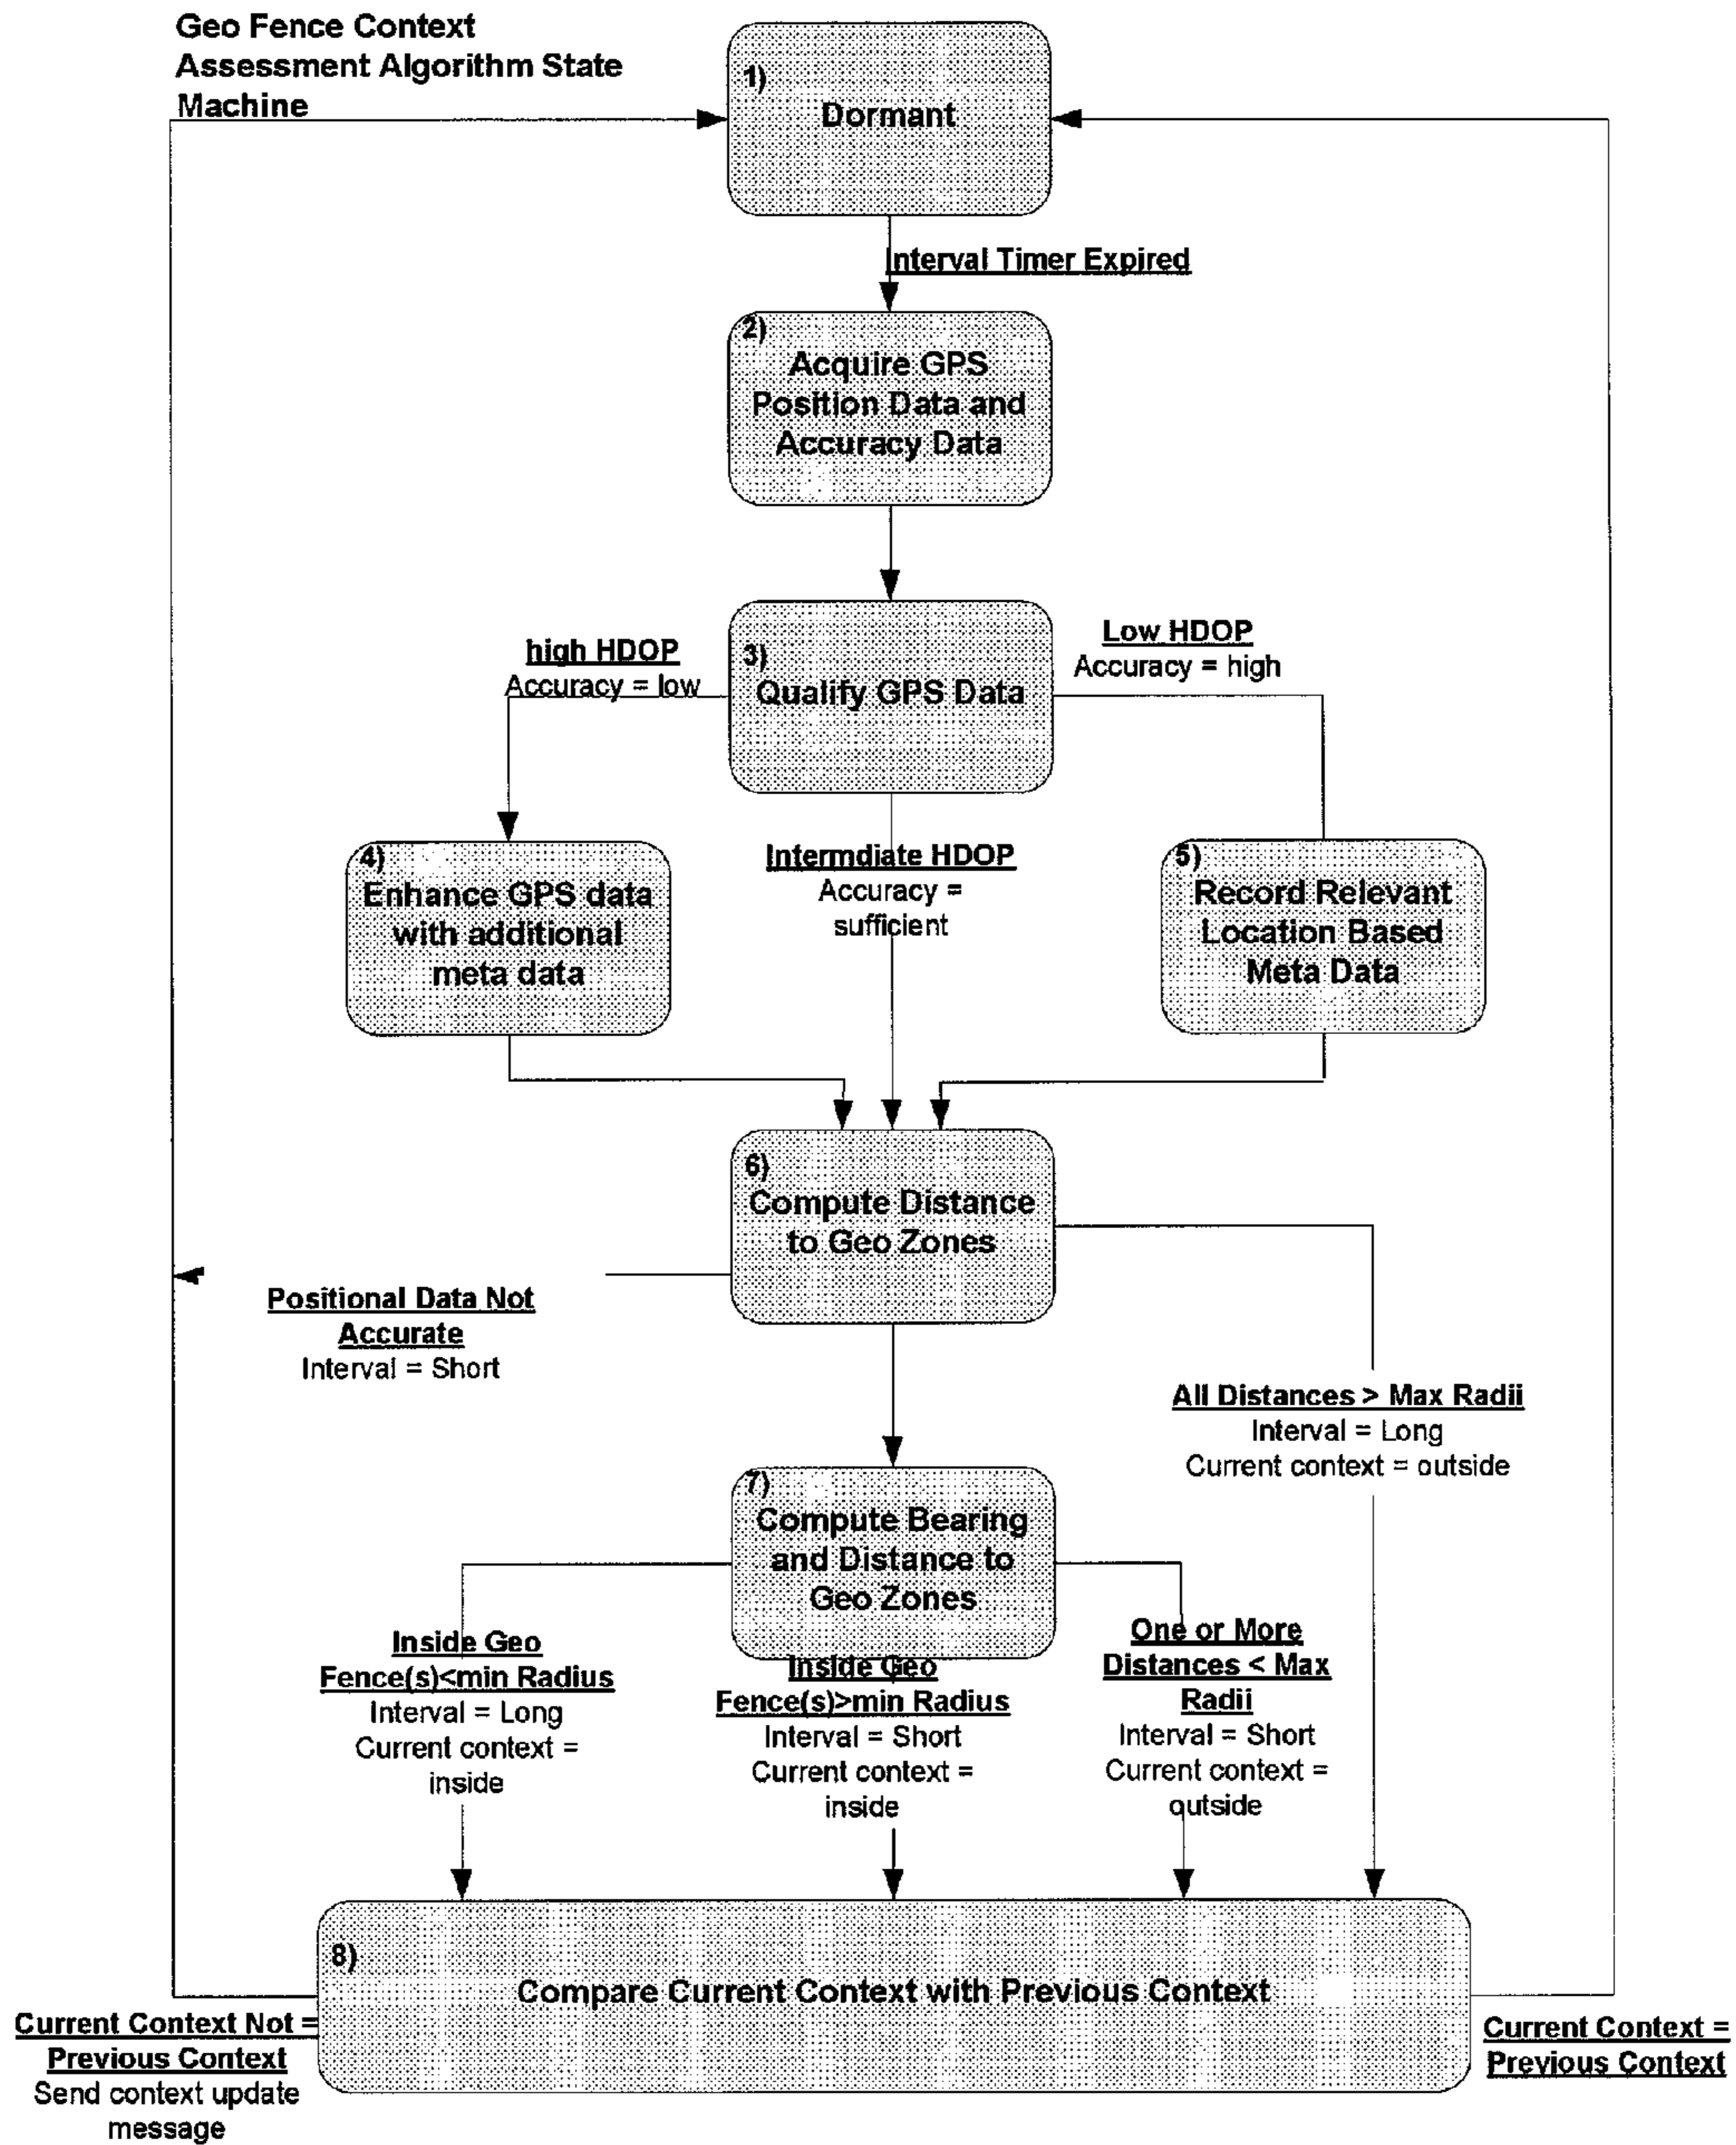 Geo Fence Context
Assessment Algorithm State
Machine
1)
Dormant
Interval Timer Expired
2)
Acquire GPS
Position Data and
Accuracy Data
high HDOP
Accuracy = low
3)
Qualify GPS Data
Low HDOP
Accuracy = high
4)
Enhance GPS data
with additional
meta data
Intermdiate HDOP
Accuracy =
sufficient
5)
Record Relevant
Location Based
Meta Data
6)
Compute Distance
to Geo Zones
Positional Data Not
Accurate
Interval = Short
All Distances > Max Radii
Interval = Long
Current context = outside
7)
Compute Bearing
and Distance to
Geo Zones
Inside Geo
Fence(s)<min Radius
Interval = Long
Current context =
inside
Inside Geo
Fence(s)>min Radius
Interval = Short
Current context =
inside
One or More
Distances < Max
Radii
Interval = Short
Current context =
outside
8)
Compare Current Context with Previous Context
Current Context Not =
Previous Context
Send context update
message
Current Context =
Previous Context